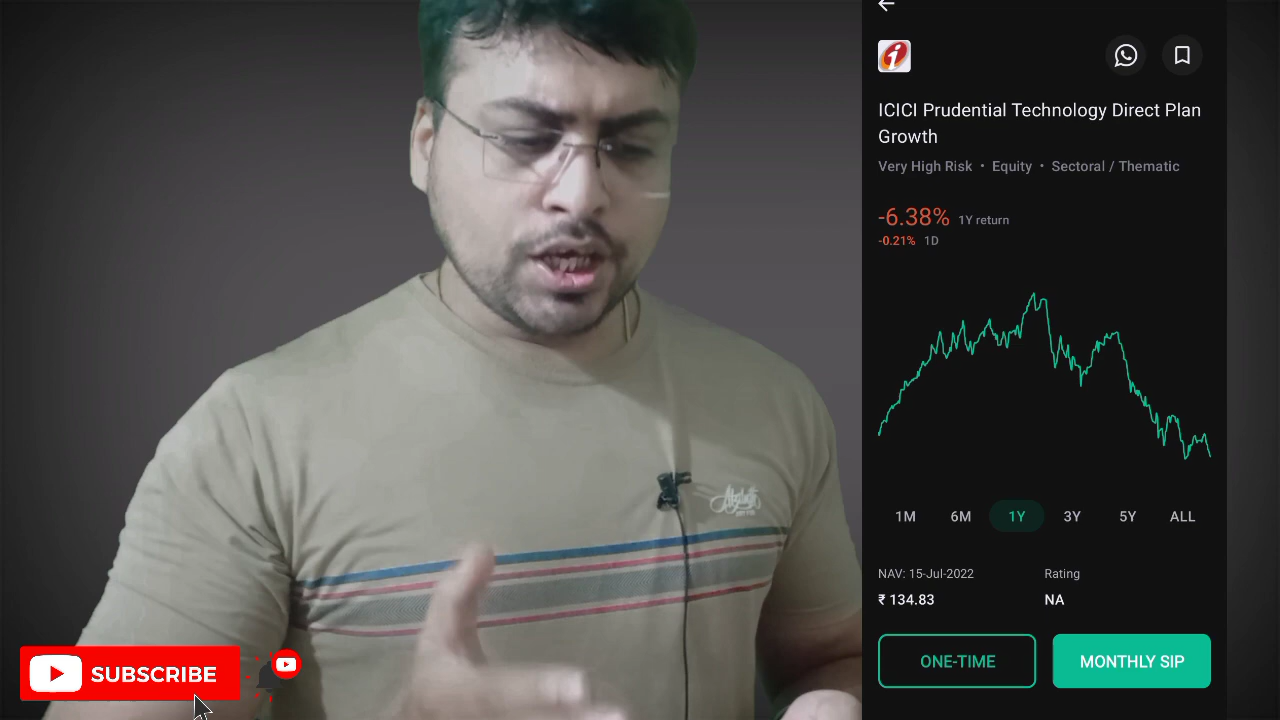 ICICI Prudential Technology Direct Plan
Growth
Very High Risk • Equity • Sectoral / Thematic
-6.38% 1Y return
-0.21% 1D
1M 6M 1Y 3Y 5Y ALL
NAV: 15-Jul-2022 Rating
₹ 134.83 NA
ONE-TIME MONTHLY SIP
SUBSCRIBE